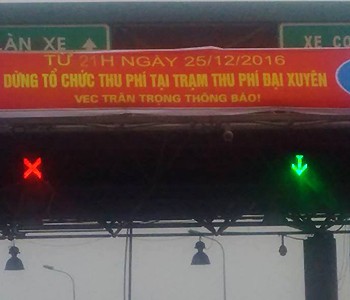 ÀN XE
XE CO
TỪ 21H NGÀY 25/12/2016
DỪNG TỔ CHỨC THU PHÍ TẠI TRẠM THU PHÍ ĐẠI XUYÊN
VEC TRÂN TRỌNG THÔNG BÁO!